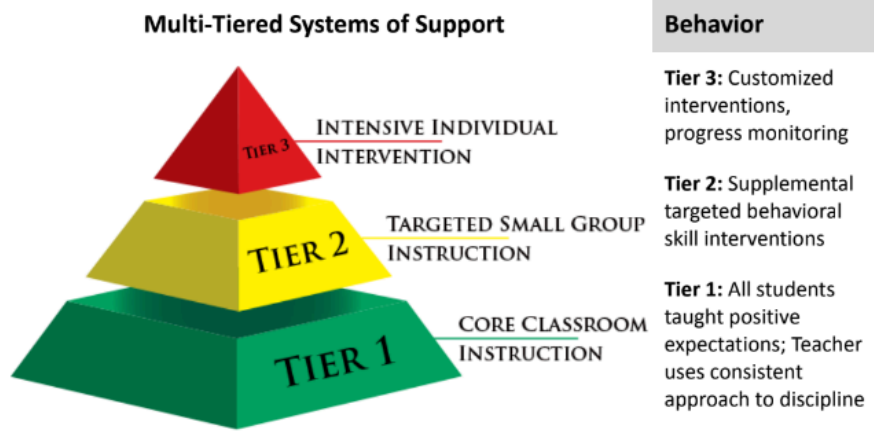 Multi-Tiered Systems of Support
TIER 3
INTENSIVE INDIVIDUAL
INTERVENTION
TIER 2
TARGETED SMALL GROUP
INSTRUCTION
TIER 1
CORE CLASSROOM
INSTRUCTION
Behavior
Tier 3: Customized
interventions,
progress monitoring
Tier 2: Supplemental
targeted behavioral
skill interventions
Tier 1: All students
taught positive
expectations; Teacher
uses consistent
approach to discipline